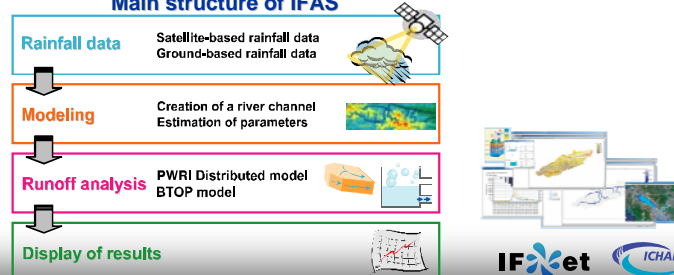 Main structure of IFAS
Rainfall data
Satellite-based rainfall data
Ground-based rainfall data
Modeling
Creation of a river channel
Estimation of parameters
Runoff analysis
PWRI Distributed model
BTOP model
Display of results
IFNet